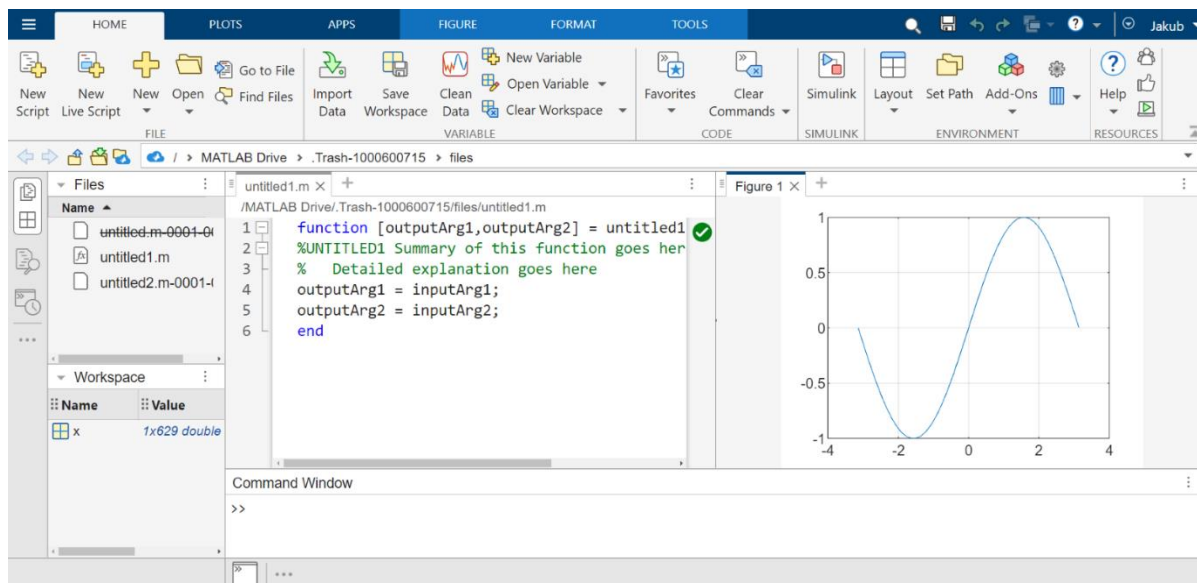 HOME PLOTS APPS FIGURE FORMAT TOOLS ? Jakub
New Script
New Live Script
New
Open
Go to File
Find Files
Import Data
Save Workspace
Clean Data
New Variable
Open Variable
Clear Workspace
Favorites
Clear Commands
Simulink
Layout
Set Path
Add-Ons
Help
FILE VARIABLE CODE SIMULINK ENVIRONMENT RESOURCES
/ › MATLAB Drive › .Trash-1000600715 › files
Files
Name
untitled.m-0001-0(
untitled1.m
untitled2.m-0001-(
Workspace
Name Value
x 1x629 double
untitled1.m × +
/MATLAB Drive/.Trash-1000600715/files/untitled1.m
1 function [outputArg1,outputArg2] = untitled1
2 %UNTITLED1 Summary of this function goes her
3 % Detailed explanation goes here
4 outputArg1 = inputArg1;
5 outputArg2 = inputArg2;
6 end
Figure 1 × +
1
0.5
0
-0.5
-1
-4 -2 0 2 4
Command Window
>>